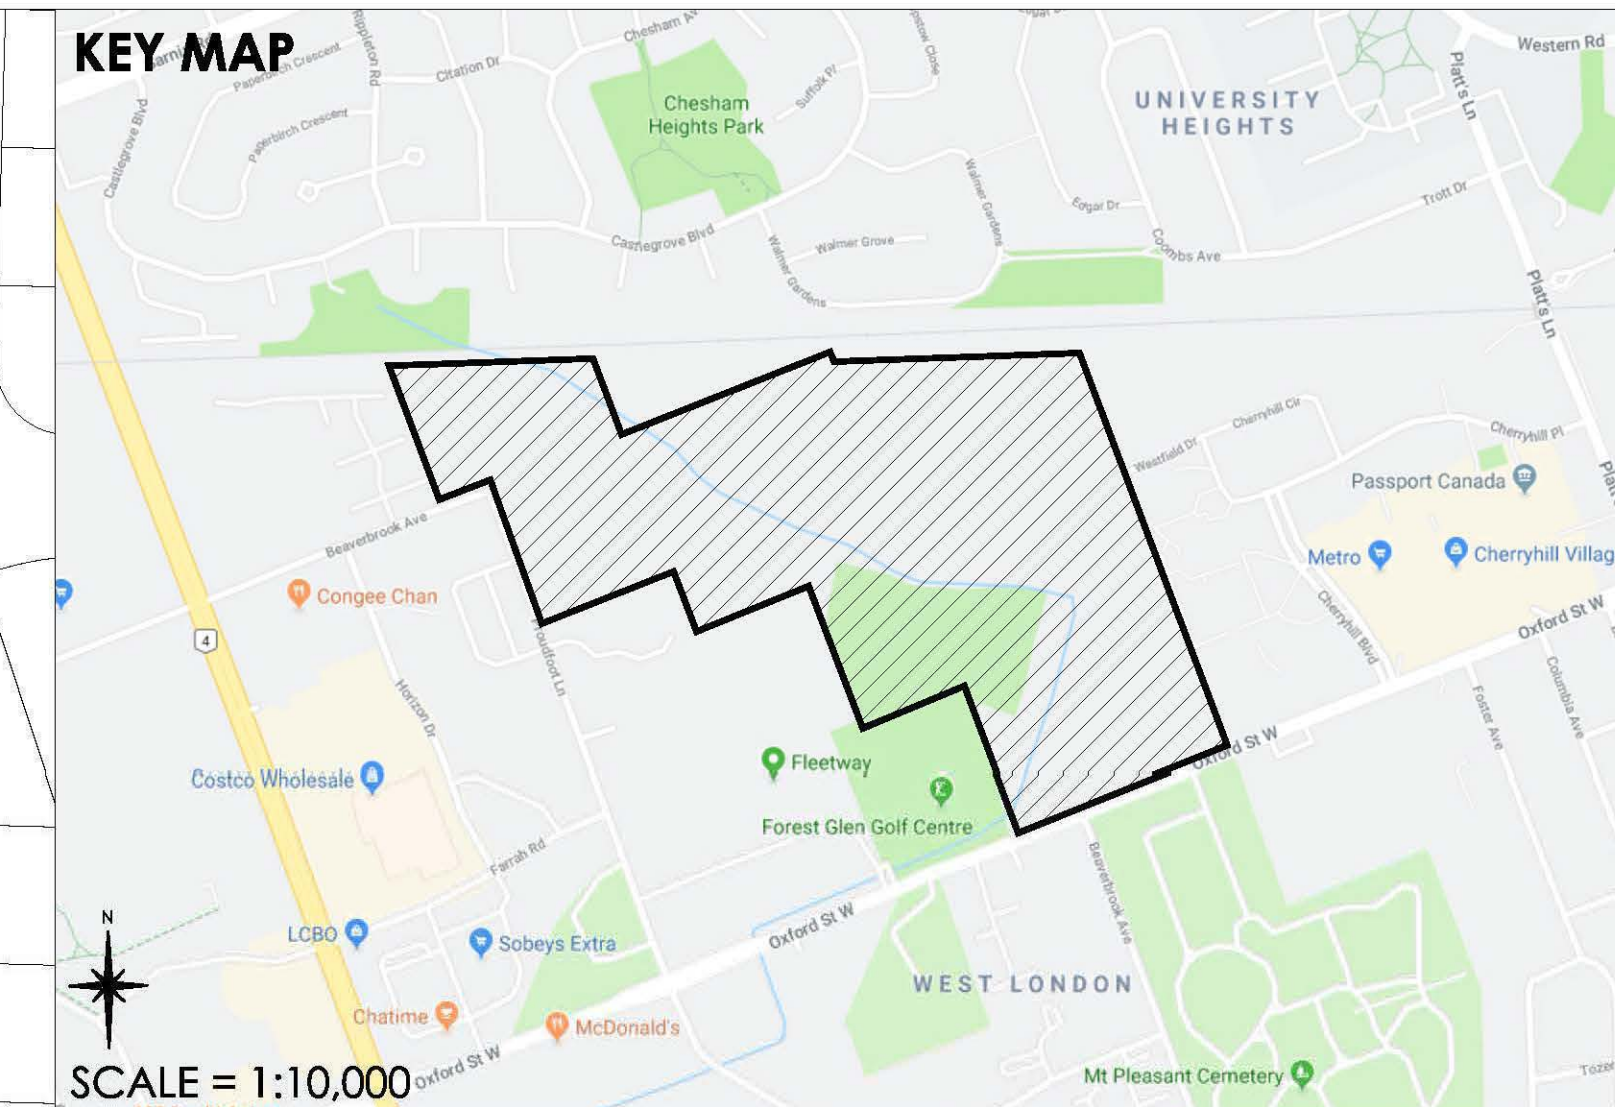 KEY MAP
Paperbirch Crescent
Rippleton Rd
Citation Dr
Chesham
Western Rd
Castlegrove Blvd
Paperbirch Crescent
Chesham
Heights Park
Suffolk Pl
UNIVERSITY
HEIGHTS
Platt's Ln
Walmer Gardens
Edgar Dr
Trott Dr
Castlegrove Blvd
Walmer Grove
Walmer Gardens
Coombs Ave
Platt's Ln
Cherryhill Cir
Westfield Dr
Cherryhill Pl
Passport Canada
Beaverbrook Ave
Metro
Cherryhill Villag
Congee Chan
4
Proudfoot Ln
Cherryhill Blvd
Oxford St W
Horizon Dr
Columbia Ave
Foster Ave
Oxford St W
Costco Wholesale
Fleetway
Forest Glen Golf Centre
Farrah Rd
Beaverbrook Ave
N
LCBO
Sobeys Extra
Oxford St W
WEST LONDON
Chatime
McDonald's
SCALE = 1:10,000
Oxford St W
Mt Pleasant Cemetery
Tozer